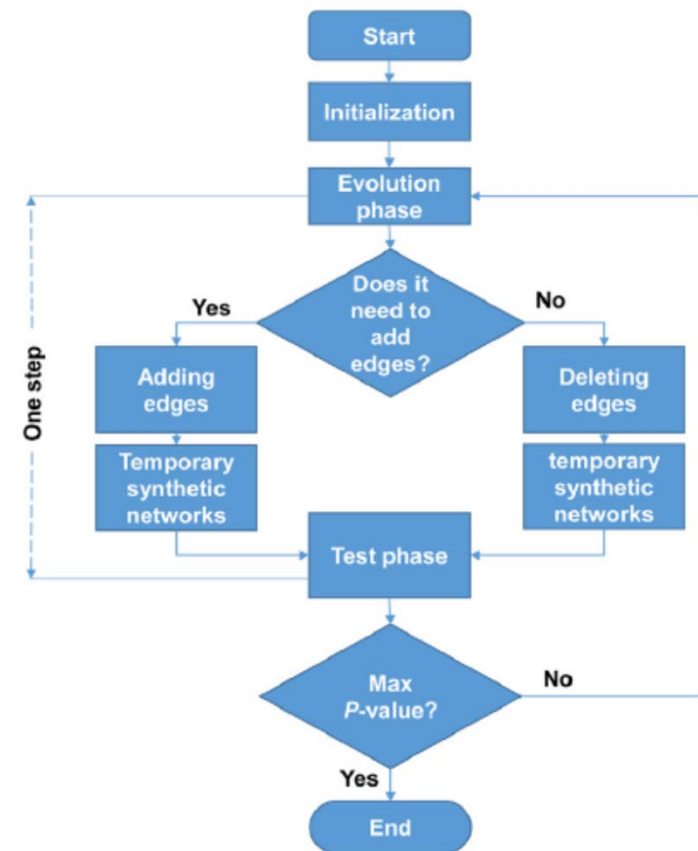 Start
Initialization
Evolution
phase
Does it
need to
add
edges?
Yes
No
Adding
edges
Deleting
edges
One step
Temporary
synthetic
networks
temporary
synthetic
networks
Test phase
Max
P-value?
No
Yes
End